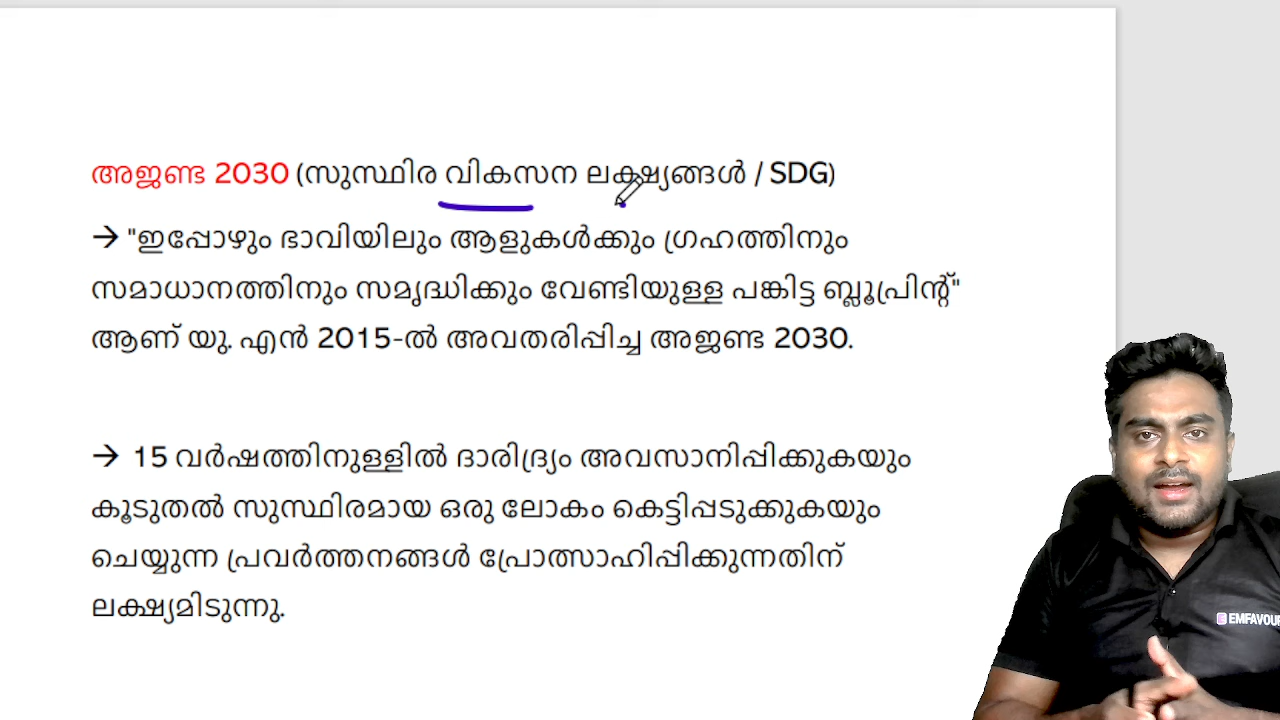 അജണ്ട 2030 (സുസ്ഥിര വികസന ലക്ഷ്യങ്ങൾ / SDG)
→ "ഇപ്പോഴും ഭാവിയിലും ആളുകൾക്കും ഗ്രഹത്തിനും
സമാധാനത്തിനും സമൃദ്ധിക്കും വേണ്ടിയുള്ള പങ്കിട്ട ബ്ലൂപ്രിന്റ്"
ആണ് യു. എൻ 2015-ൽ അവതരിപ്പിച്ച അജണ്ട 2030.
→ 15 വർഷത്തിനുള്ളിൽ ദാരിദ്ര്യം അവസാനിപ്പിക്കുകയും
കൂടുതൽ സുസ്ഥിരമായ ഒരു ലോകം കെട്ടിപ്പടുക്കുകയും
ചെയ്യുന്ന പ്രവർത്തനങ്ങൾ പ്രോത്സാഹിപ്പിക്കുന്നതിന്
ലക്ഷ്യമിടുന്നു.
EMFAVOUR